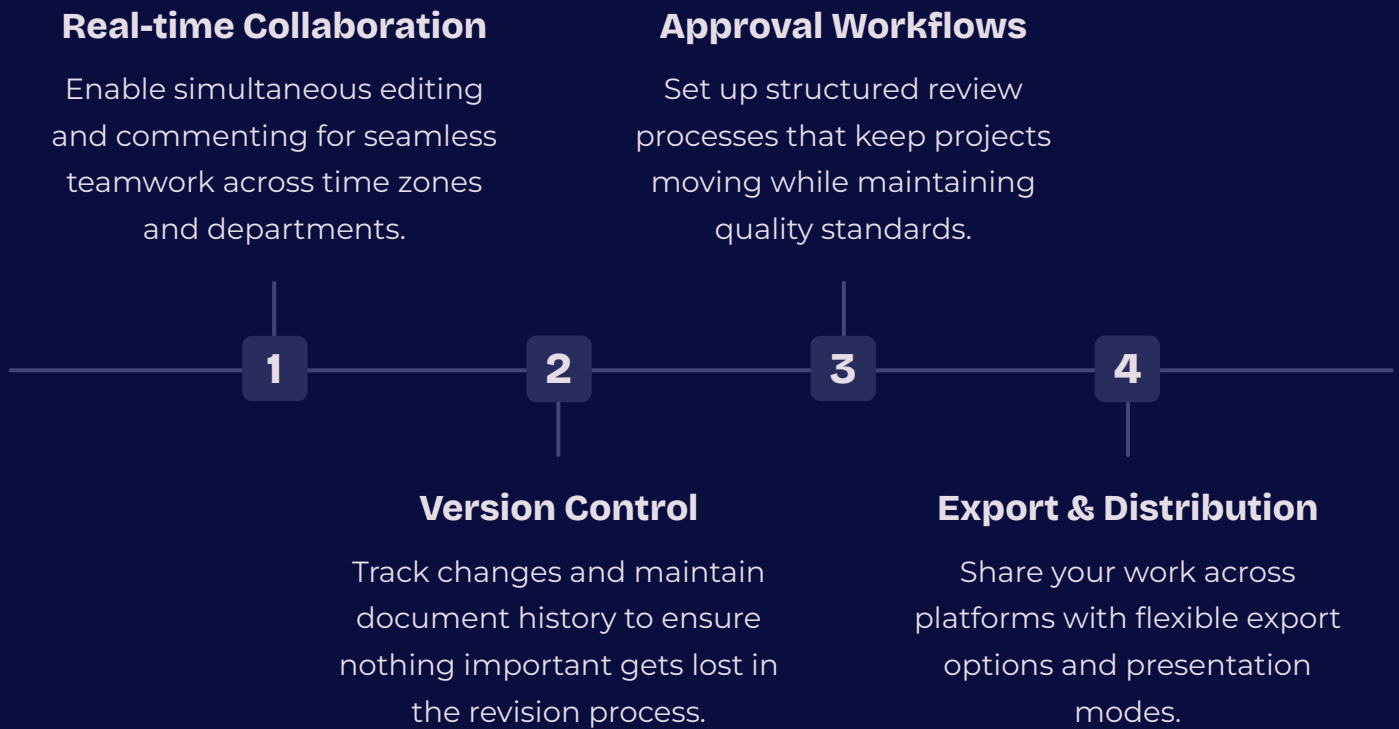 Real-time Collaboration
Enable simultaneous editing
and commenting for seamless
teamwork across time zones
and departments.
Approval Workflows
Set up structured review
processes that keep projects
moving while maintaining
quality standards.
1
2
3
4
Version Control
Track changes and maintain
document history to ensure
nothing important gets lost in
the revision process.
Export & Distribution
Share your work across
platforms with flexible export
options and presentation
modes.